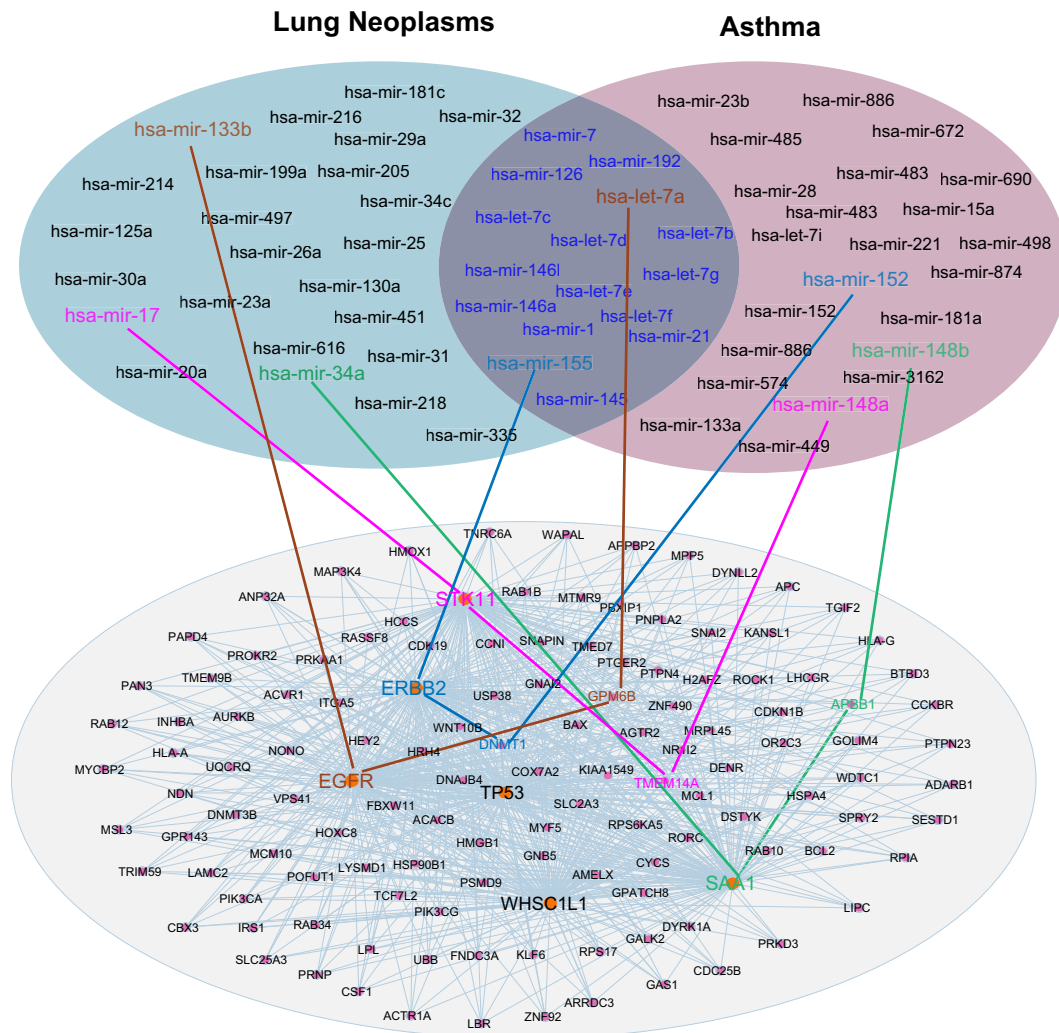 Lung Neoplasms
Asthma
hsa-mir-181c
hsa-mir-216
hsa-mir-32
hsa-mir-133b
hsa-mir-29a
hsa-mir-214
hsa-mir-199a
hsa-mir-205
hsa-mir-34c
hsa-mir-497
hsa-mir-125a
hsa-mir-26a
hsa-mir-25
hsa-mir-30a
hsa-mir-130a
hsa-mir-23a
hsa-mir-17
hsa-mir-451
hsa-mir-616
hsa-mir-31
hsa-mir-20a
hsa-mir-34a
hsa-mir-218
hsa-mir-335
hsa-mir-7
hsa-mir-192
hsa-mir-126
hsa-let-7a
hsa-let-7c
hsa-let-7d
hsa-let-7b
hsa-mir-146
hsa-let-7g
hsa-let-7e
hsa-mir-146a
hsa-let-7f
hsa-mir-1
hsa-mir-21
hsa-mir-155
hsa-mir-145
hsa-mir-23b
hsa-mir-886
hsa-mir-485
hsa-mir-672
hsa-mir-28
hsa-mir-483
hsa-mir-690
hsa-mir-483
hsa-mir-15a
hsa-let-7i
hsa-mir-221
hsa-mir-498
hsa-mir-874
hsa-mir-152
hsa-mir-152
hsa-mir-181a
hsa-mir-886
hsa-mir-148b
hsa-mir-574
hsa-mir-3162
hsa-mir-148a
hsa-mir-133a
hsa-mir-449
TNRC6A
WAPAL
HMOX1
APPBP2
MPP5
MAP3K4
DYNLL2
ANP32A
STK11
RAB1B
MTMR9
PBXIP1
APC
PNPLA2
TGIF2
PAPD4
RASSF8
HCCS
CDK19
CCNI
SNAPIN
TMED7
SNAI2
KANSL1
HLA-G
PROKR2
PRKAA1
PTGER2
PTPN4
BTBD3
PAN3
TMEM9B
ACVR1
ITGA5
ERBB2
USP38
GNAI2
GPM6B
H2AFZ
ROCK1
LHCGR
ZNF490
CDKN1B
APBB1
CCKBR
RAB12
INHBA
AURKB
HEY2
WNT10B
BAX
AGTR2
MRPL45
OR2C3
GOLIM4
PTPN23
HLA-A
NONO
HRH4
DNMT1
NR1I2
MYCBP2
UQCRQ
EGFR
DNAJB4
COX7A2
KIAA1549
TMEM14A
DENR
WDTC1
ADARB1
NDN
VPS41
FBXW11
TP53
SLC2A3
MCL1
HSPA4
MSL3
DNMT3B
HOXC8
ACACB
MYF5
RPS6KA5
DSTYK
SPRY2
SESTD1
GPR143
HMGB1
RORC
TRIM59
LAMC2
MCM10
LYSMD1
HSP90B1
GNB5
CYCS
RAB10
BCL2
RPIA
POFUT1
PSMD9
AMELX
SAA1
PIK3CA
TCF7L2
WHSC1L1
GPATCH8
LIPC
CBX3
IRS1
RAB34
PIK3CG
DYRK1A
PRKD3
SLC25A3
LPL
UBB
FNDC3A
KLF6
RPS17
GALK2
CDC25B
PRNP
GAS1
CSF1
ACTR1A
LBR
ZNF92
ARRDC3